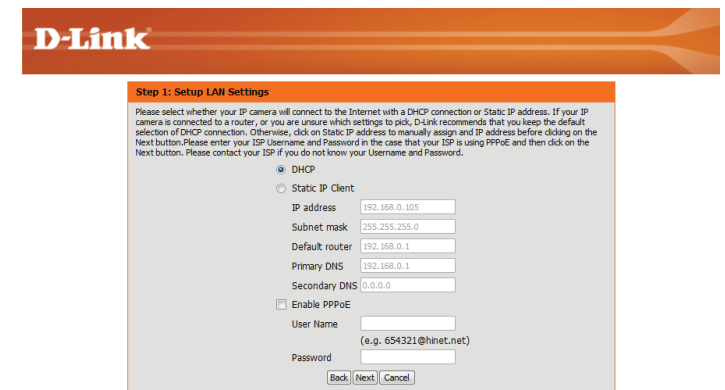 D-Link
Step 1: Setup LAN Settings
Please select whether your IP camera will connect to the Internet with a DHCP connection or Static IP address. If your IP
camera is connected to a router, or you are unsure which settings to pick, D-Link recommends that you keep the default
selection of DHCP connection. Otherwise, click on Static IP address to manually assign and IP address before clicking on the
Next button.Please enter your ISP Username and Password in the case that your ISP is using PPPoE and then click on the
Next button. Please contact your ISP if you do not know your Username and Password.
DHCP
Static IP Client
IP address 192.168.0.105
Subnet mask 255.255.255.0
Default router 192.168.0.1
Primary DNS 192.168.0.1
Secondary DNS 0.0.0.0
Enable PPPoE
User Name
(e.g. 654321@hinet.net)
Password
Back Next Cancel